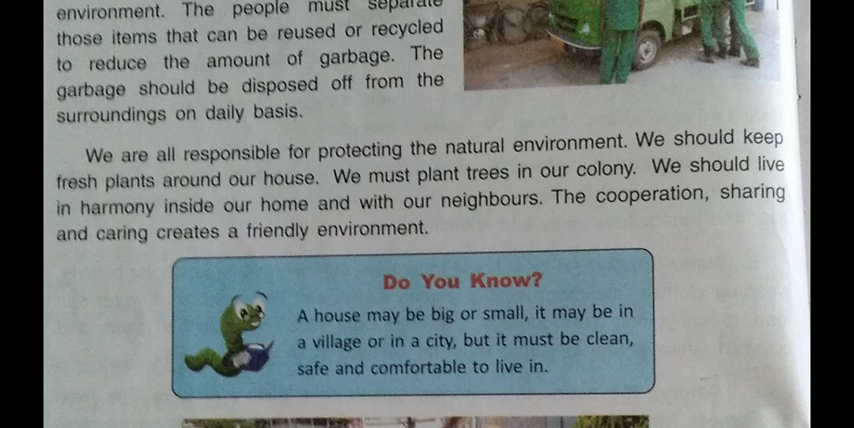 environment. The people must separate
those items that can be reused or recycled
to reduce the amount of garbage. The
garbage should be disposed off from the
surroundings on daily basis.
We are all responsible for protecting the natural environment. We should keep
fresh plants around our house. We must plant trees in our colony. We should live
in harmony inside our home and with our neighbours. The cooperation, sharing
and caring creates a friendly environment.
Do You Know?
A house may be big or small, it may be in
a village or in a city, but it must be clean,
safe and comfortable to live in.